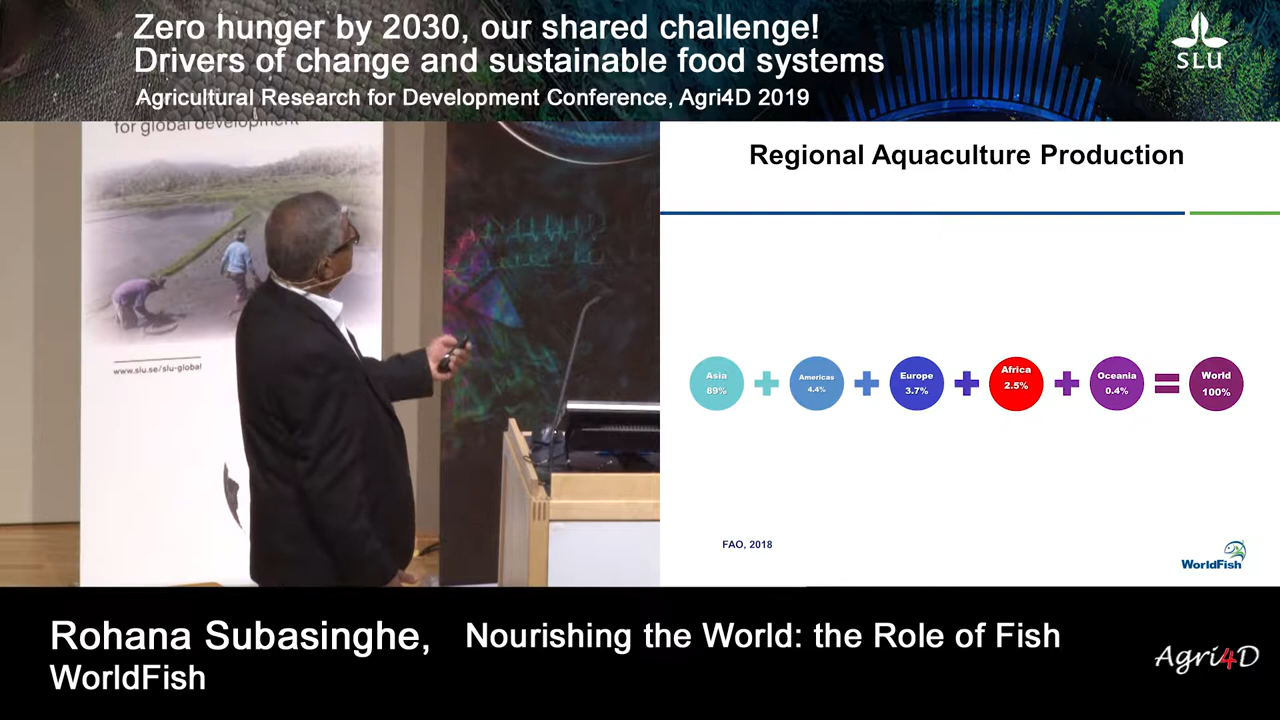 Zero hunger by 2030, our shared challenge!
Drivers of change and sustainable food systems
Agricultural Research for Development Conference, Agri4D 2019
SLU
for global development
www.slu.se/slu-global
Regional Aquaculture Production
Asia
89%
Americas
4.4%
Europe
3.7%
Africa
2.5%
Oceania
0.4%
World
100%
FAO, 2018
WorldFish
Rohana Subasinghe,
WorldFish
Nourishing the World: the Role of Fish
Agri4D